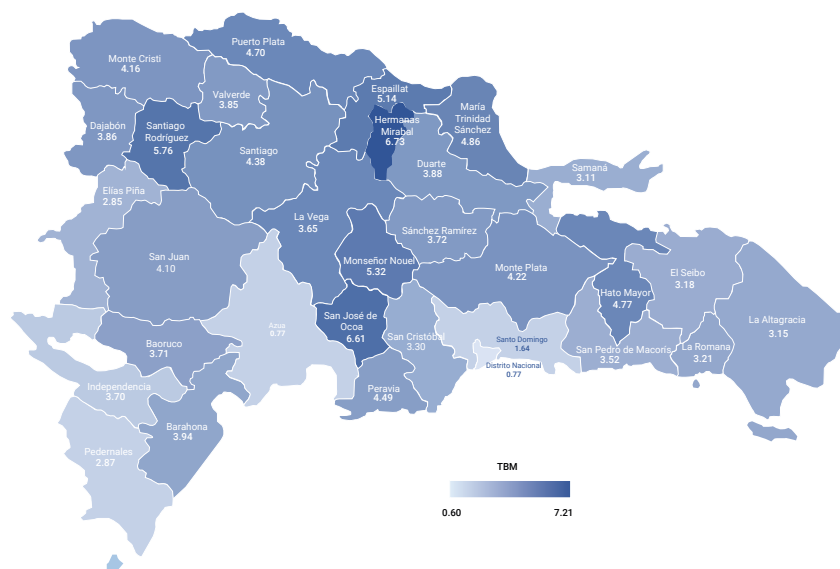 Puerto Plata
4.70
Monte Cristi
4.16
Espaillat
5.14
Valverde
3.85
María
Trinidad
Sánchez
4.86
Hermanas
Mirabal
6.73
Dajabón
3.86
Santiago
Rodríguez
5.76
Santiago
4.38
Duarte
3.88
Samaná
3.11
Elías Piña
2.85
La Vega
3.65
Sánchez Ramírez
3.72
San Juan
4.10
Monseñor Nouel
5.32
Monte Plata
4.22
El Seibo
3.18
Hato Mayor
4.77
La Altagracia
3.15
San José de
Ocoa
6.61
Azua
0.77
San Cristóbal
3.30
Santo Domingo
1.64
Baoruco
3.71
San Pedro de Macorís
3.52
La Romana
3.21
Distrito Nacional
0.77
Independencia
3.70
Peravia
4.49
Barahona
3.94
Pedernales
2.87
TBM
0.60
7.21